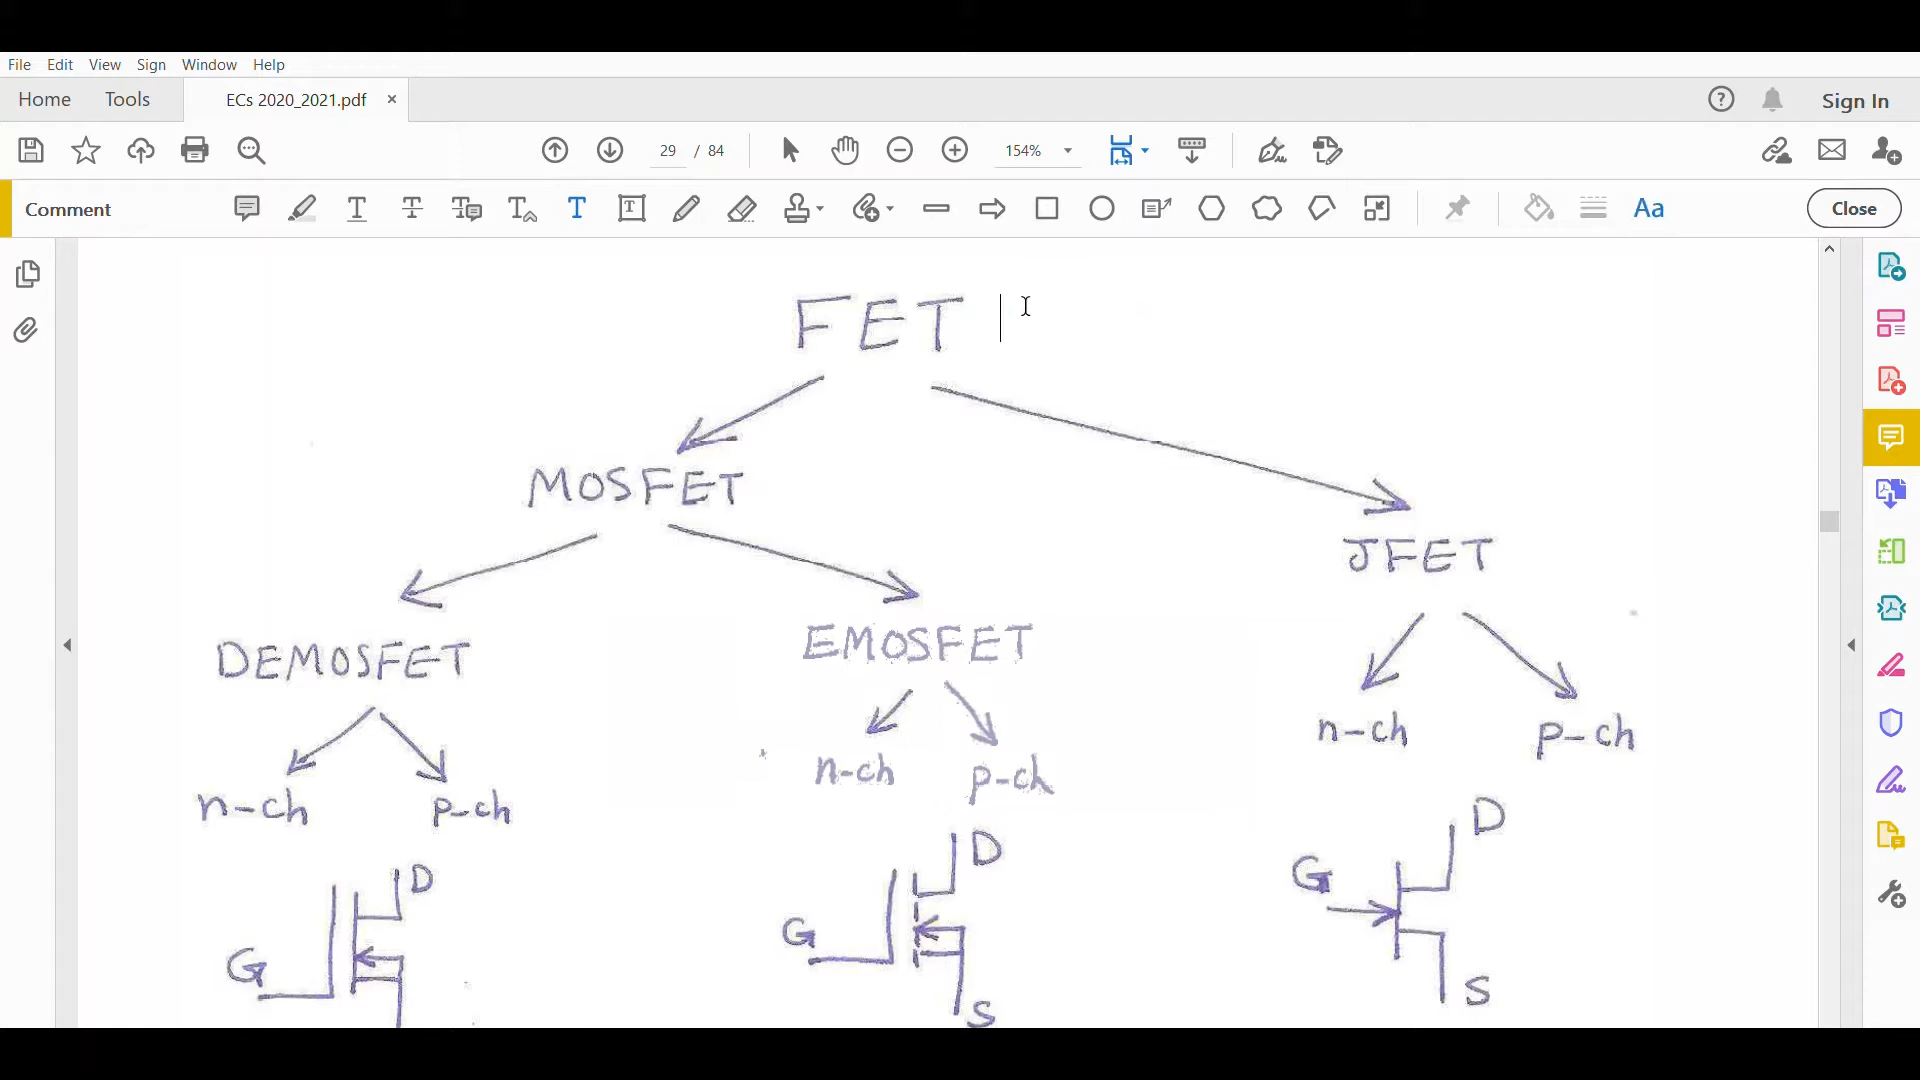 File Edit View Sign Window Help
Home Tools ECs 2020_2021.pdf × Sign In
29 / 84 154%
Comment Aa Close
FET
MOSFET
JFET
DEMOSFET
EMOSFET
n-ch p-ch
n-ch p-ch
n-ch p-ch
D
G
D
G
S
D
G
S